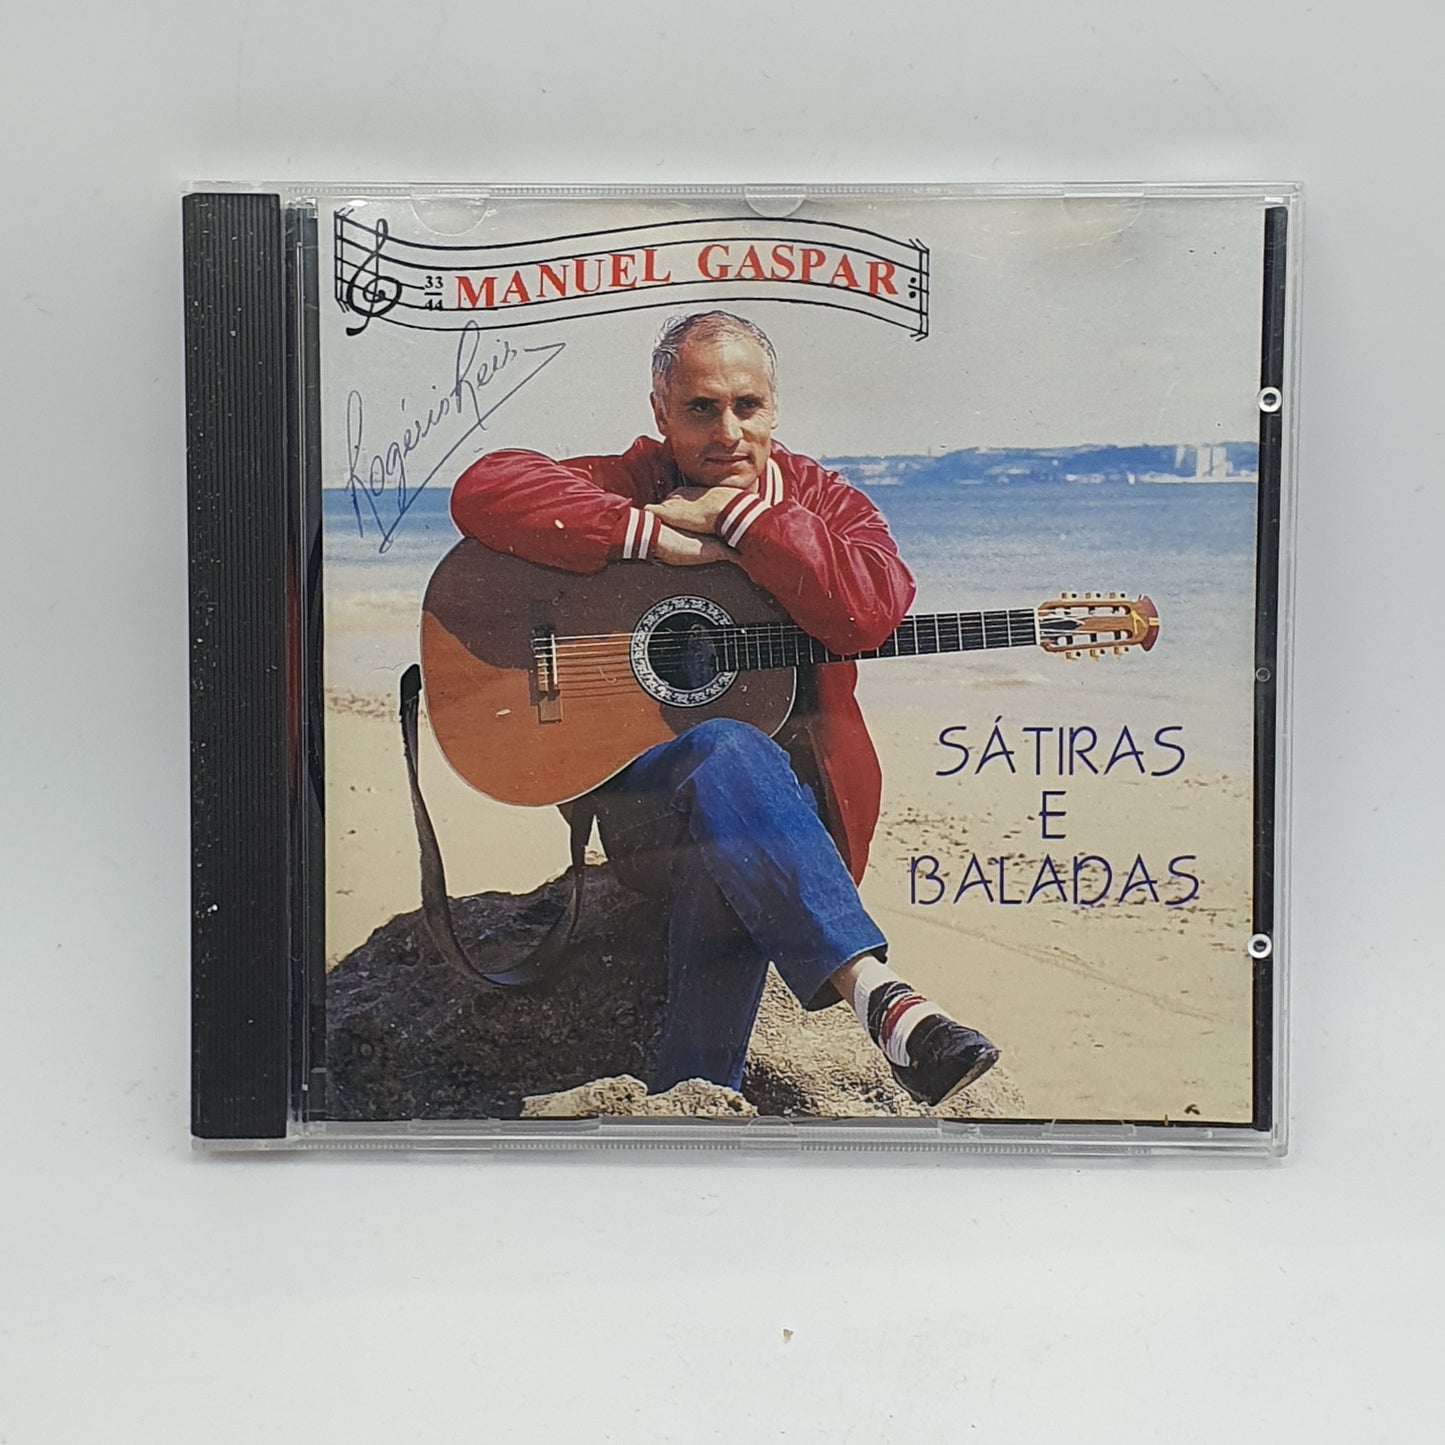 33
44
MANUEL GASPAR
Rogério Reis
SÁTIRAS
E
BALADAS